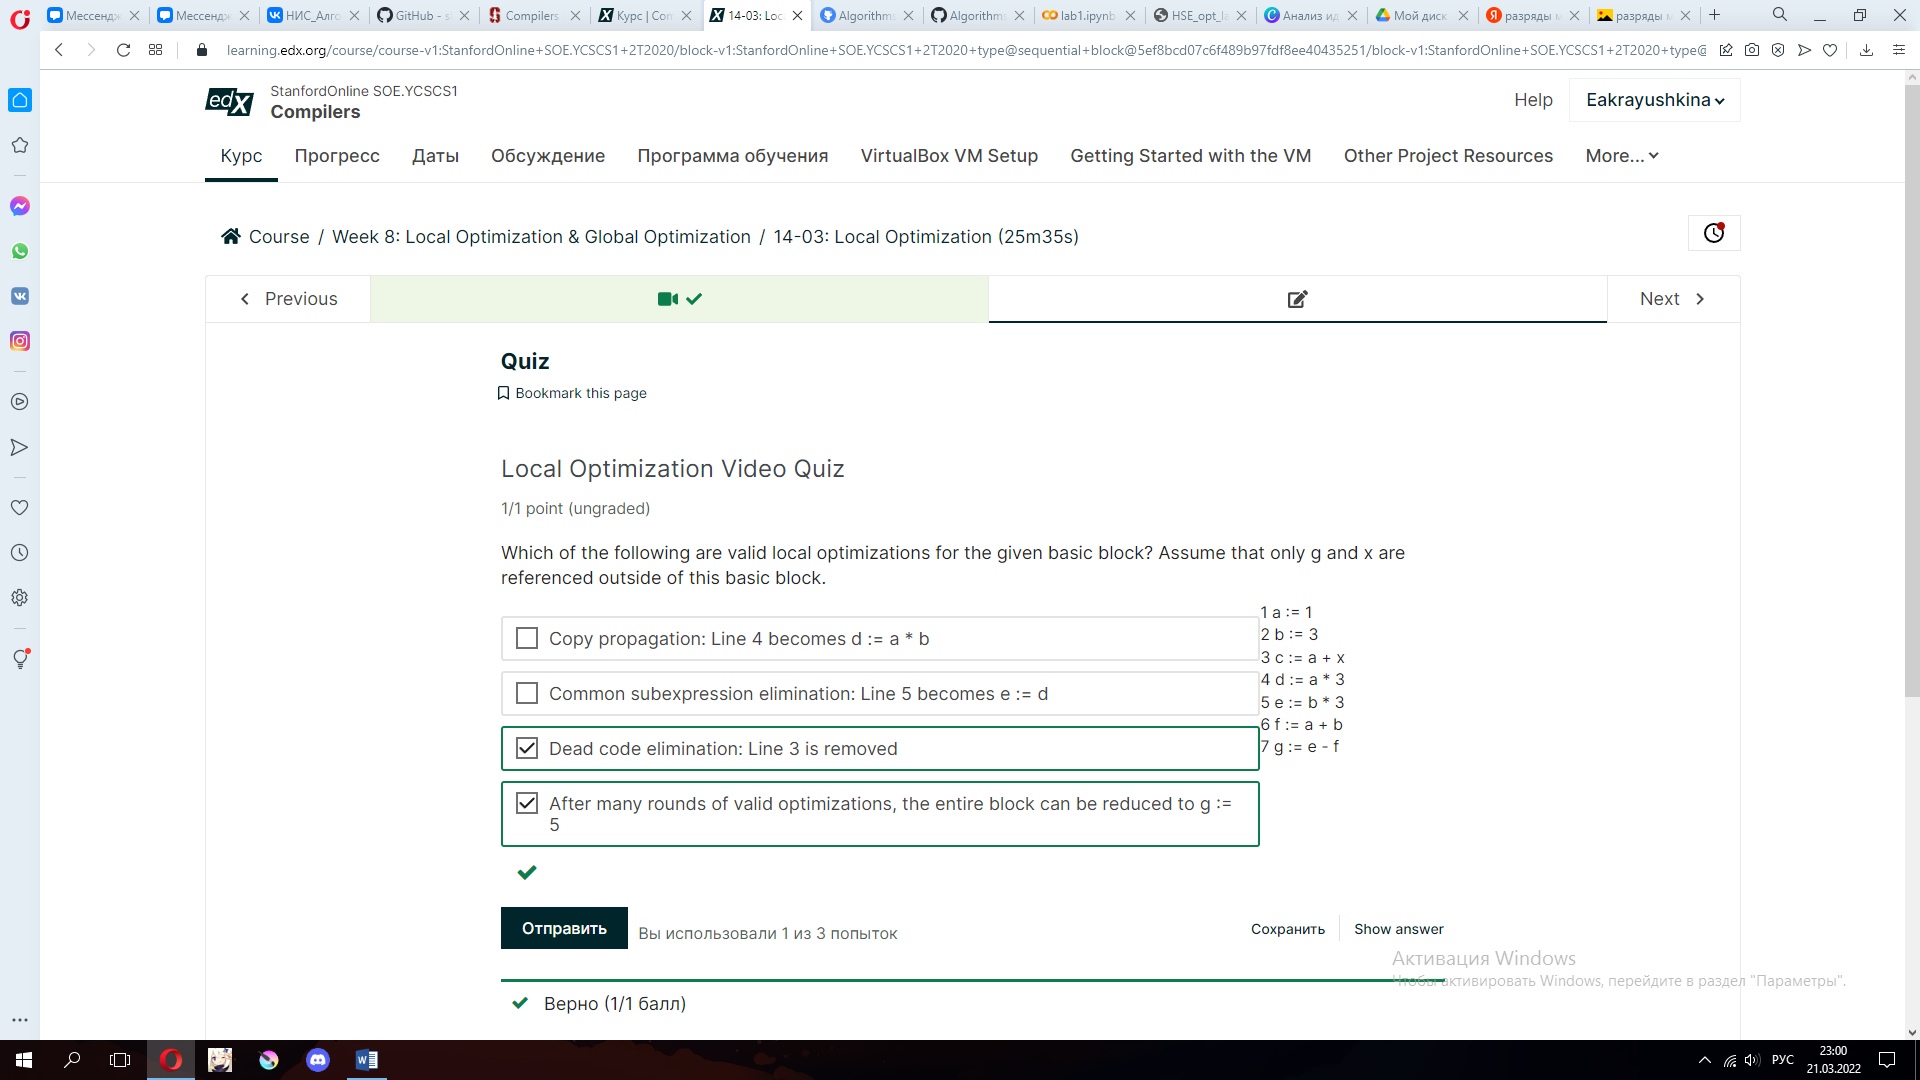 Мессендж
Мессендж
НИС_Алго
GitHub - s
Compilers
Курс | Con
14-03: Loc
Algorithms
Algorithms
lab1.ipynb
HSE_opt_la
Анализ ид
Мой диск
разряды м
разряды м
learning.edx.org/course/course-v1:StanfordOnline+SOE.YCSCS1+2T2020/block-v1:StanfordOnline+SOE.YCSCS1+2T2020+type@sequential+block@5ef8bcd07c6f489b97fdf8ee40435251/block-v1:StanfordOnline+SOE.YCSCS1+2T2020+type@
edX
StanfordOnline SOE.YCSCS1
Compilers
Help
Eakrayushkina
Курс
Прогресс
Даты
Обсуждение
Программа обучения
VirtualBox VM Setup
Getting Started with the VM
Other Project Resources
More...
Course / Week 8: Local Optimization & Global Optimization / 14-03: Local Optimization (25m35s)
Previous
Next
Quiz
Bookmark this page
Local Optimization Video Quiz
1/1 point (ungraded)
Which of the following are valid local optimizations for the given basic block? Assume that only g and x are
referenced outside of this basic block.
Copy propagation: Line 4 becomes d := a * b
Common subexpression elimination: Line 5 becomes e := d
Dead code elimination: Line 3 is removed
After many rounds of valid optimizations, the entire block can be reduced to g :=
5
1 a := 1
2 b := 3
3 c := a + x
4 d := a * 3
5 e := b * 3
6 f := a + b
7 g := e - f
Отправить
Вы использовали 1 из 3 попыток
Сохранить
Show answer
Активация Windows
Чтобы активировать Windows, перейдите в раздел "Параметры".
Верно (1/1 балл)
РУС
23:00
21.03.2022